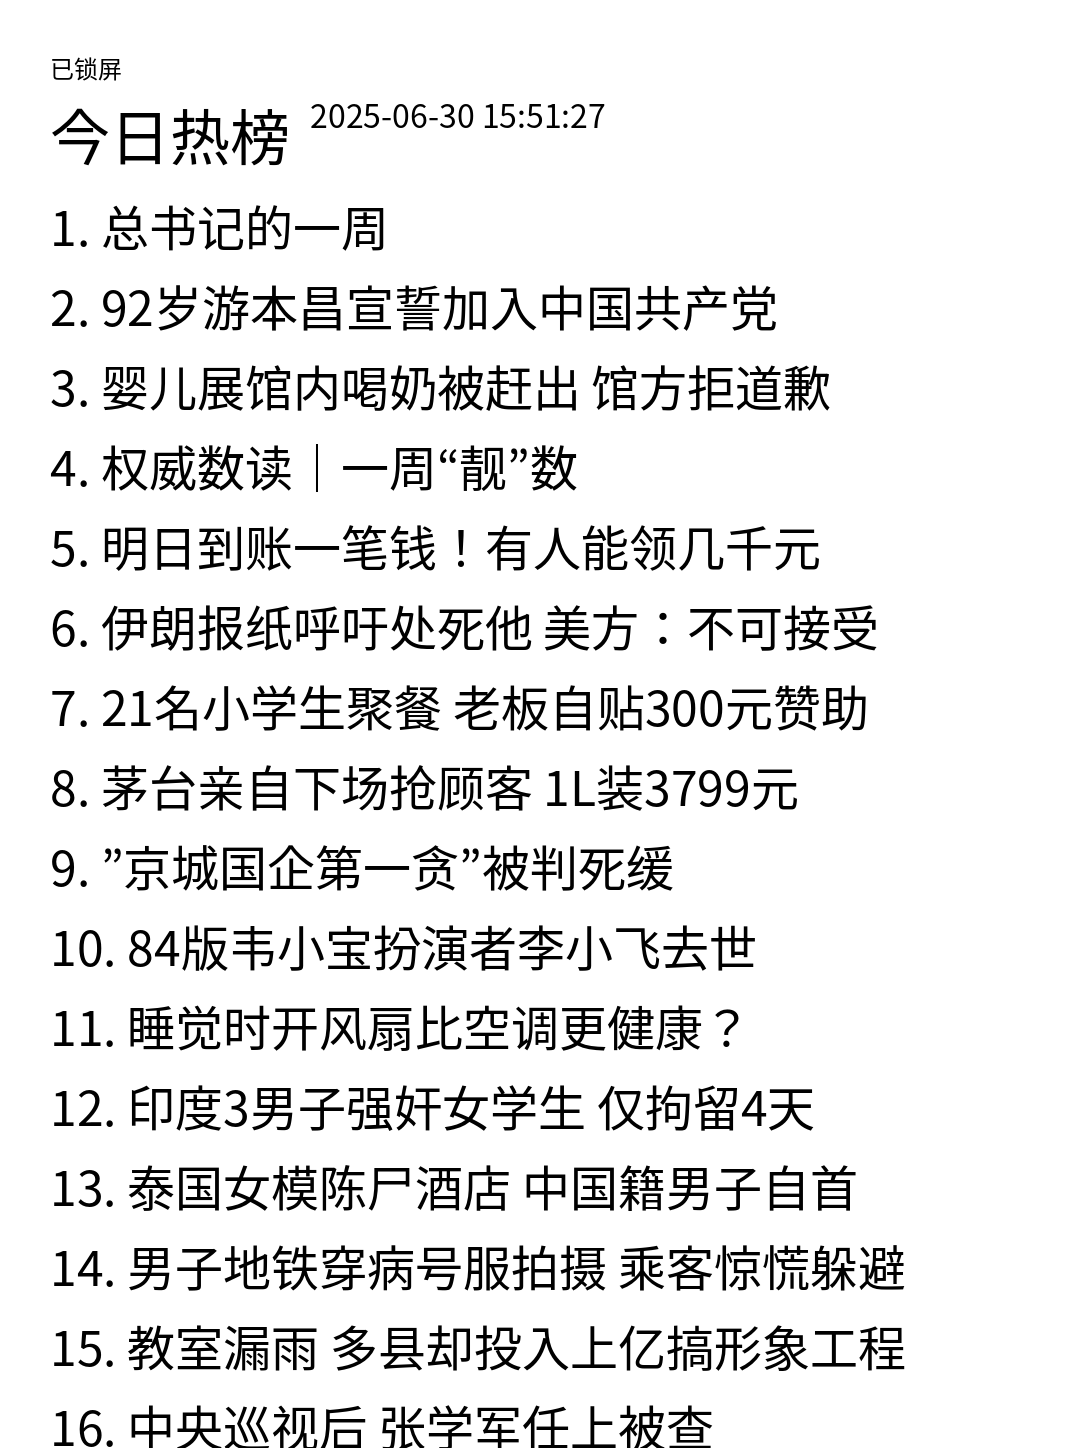 已锁屏
今日热榜 2025-06-30 15:51:27
1. 总书记的一周
2. 92岁游本昌宣誓加入中国共产党
3. 婴儿展馆内喝奶被赶出 馆方拒道歉
4. 权威数读｜一周“靓”数
5. 明日到账一笔钱！有人能领几千元
6. 伊朗报纸呼吁处死他 美方：不可接受
7. 21名小学生聚餐 老板自贴300元赞助
8. 茅台亲自下场抢顾客 1L装3799元
9. ”京城国企第一贪”被判死缓
10. 84版韦小宝扮演者李小飞去世
11. 睡觉时开风扇比空调更健康？
12. 印度3男子强奸女学生 仅拘留4天
13. 泰国女模陈尸酒店 中国籍男子自首
14. 男子地铁穿病号服拍摄 乘客惊慌躲避
15. 教室漏雨 多县却投入上亿搞形象工程
16. 中央巡视后 张学军任上被查